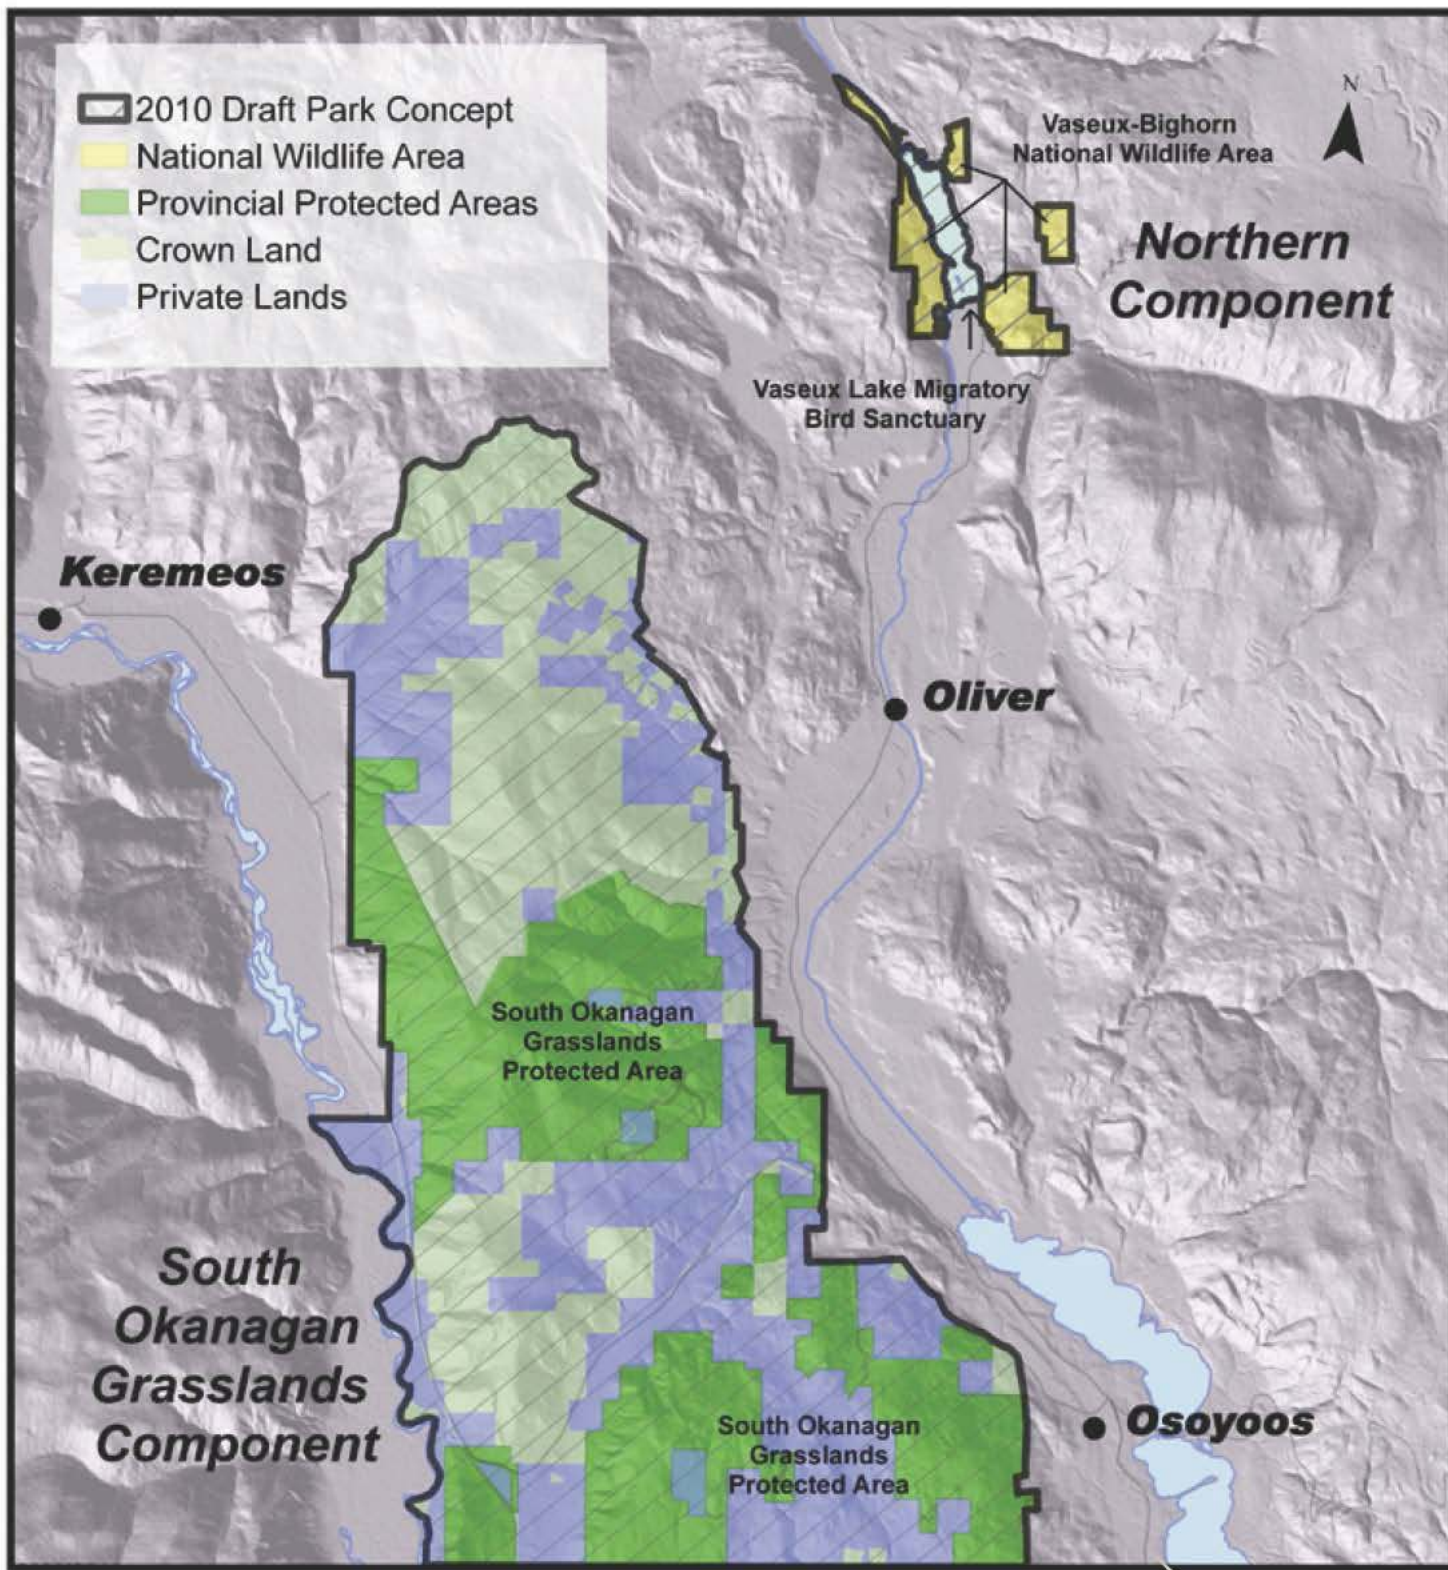 2010 Draft Park Concept
National Wildlife Area
Provincial Protected Areas
Crown Land
Private Lands
N
Vaseux-Bighorn
National Wildlife Area
Northern
Component
Vaseux Lake Migratory
Bird Sanctuary
Keremeos
Oliver
South Okanagan
Grasslands
Protected Area
South
Okanagan
Grasslands
Component
South Okanagan
Grasslands
Protected Area
Osoyoos